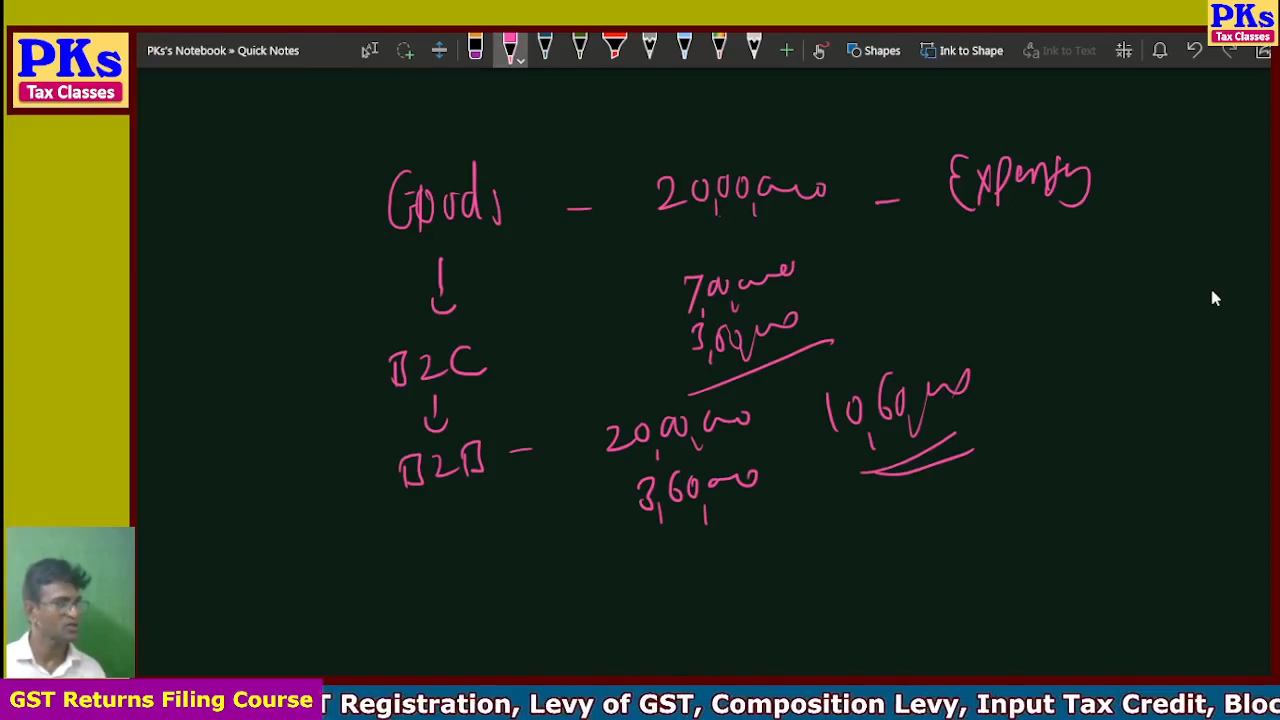 PKs
PKs
Tax Classes
PKs's Notebook » Quick Notes
Shapes
Ink to Shape
Ink to Text
Tax Classes
Goods - 20,00,000 - Expenses
7,00,000
3,60,000
B2C
10,60,000
B2B - 20,00,000
3,60,000
GST Returns Filing Course
T Registration, Levy of GST, Composition Levy, Input Tax Credit, Bloc